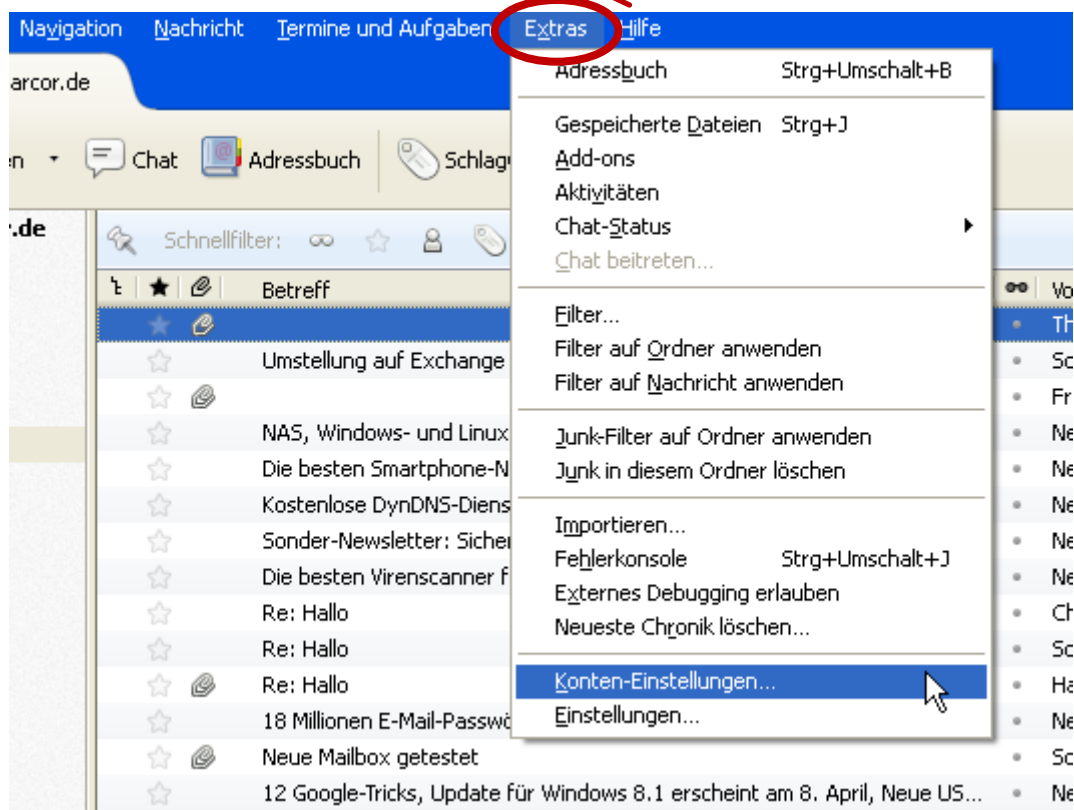 Navigation Nachricht Termine und Aufgaben Extras Hilfe
arcor.de
Adressbuch Strg+Umschalt+B
Gespeicherte Dateien Strg+J
Chat Adressbuch
Add-ons
Aktivitäten
.de
Chat-Status
Schnellfilter:
Chat beitreten...
Betreff
Filter...
Filter auf Ordner anwenden
Umstellung auf Exchange
Filter auf Nachricht anwenden
NAS, Windows- und Linux
Junk-Filter auf Ordner anwenden
Die besten Smartphone-N
Junk in diesem Ordner löschen
Kostenlose DynDNS-Diens
Importieren...
Sonder-Newsletter: Sicher
Fehlerkonsole Strg+Umschalt+J
Die besten Virenscanner f
Externes Debugging erlauben
Re: Hallo
Neueste Chronik löschen...
Re: Hallo
Re: Hallo
Konten-Einstellungen...
18 Millionen E-Mail-Passwö
Einstellungen...
Neue Mailbox getestet
12 Google-Tricks, Update für Windows 8.1 erscheint am 8. April, Neue US...